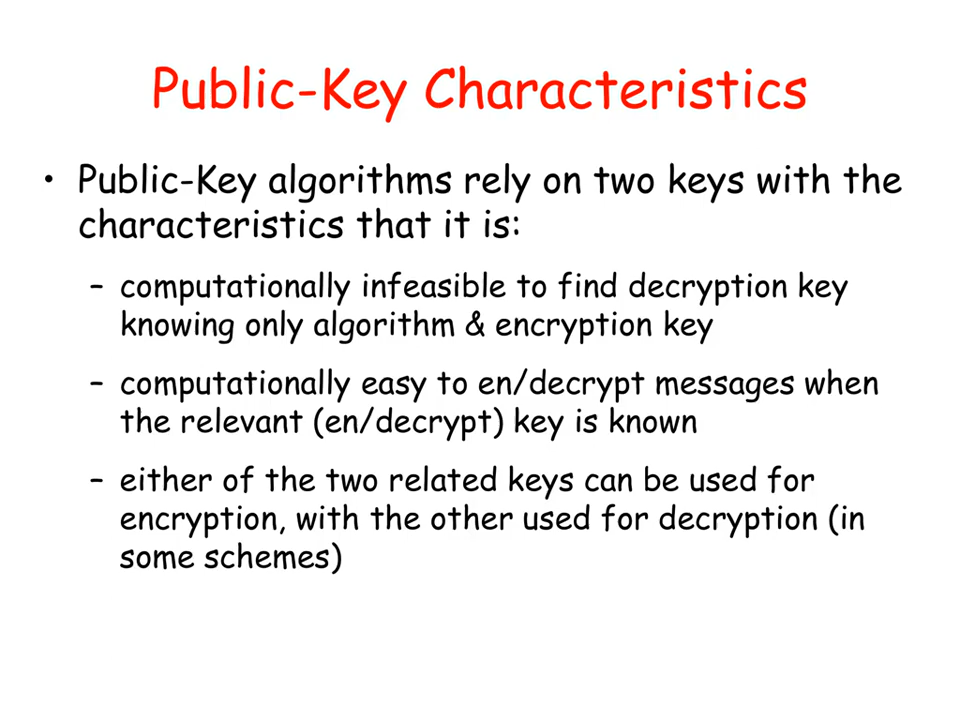 Public-Key Characteristics
• Public-Key algorithms rely on two keys with the
characteristics that it is:
– computationally infeasible to find decryption key
knowing only algorithm & encryption key
– computationally easy to en/decrypt messages when
the relevant (en/decrypt) key is known
– either of the two related keys can be used for
encryption, with the other used for decryption (in
some schemes)